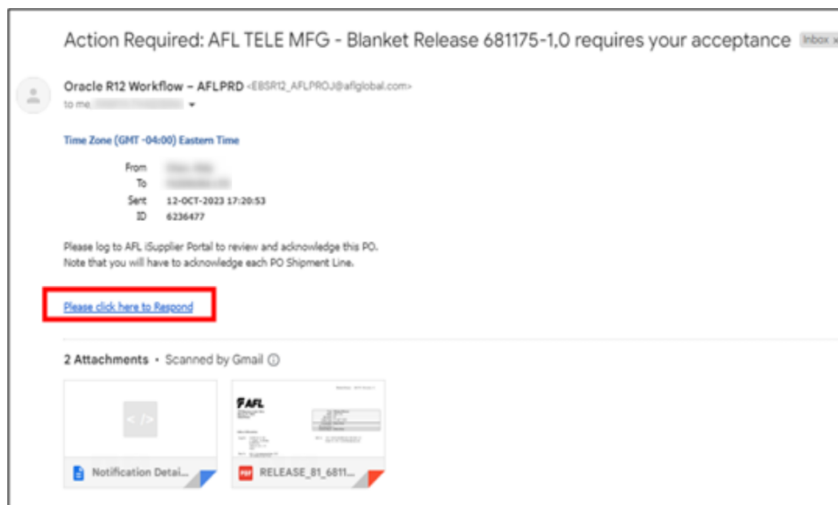 Action Required: AFL TELE MFG - Blanket Release 681175-1,0 requires your acceptance Inbox ×
Oracle R12 Workflow – AFLPRD <EBSR12_AFLPROJ@aflglobal.com>
to me,
Time Zone (GMT -04:00) Eastern Time
From
To
Sent 12-OCT-2023 17:20:53
ID 6236477
Please log to AFL iSupplier Portal to review and acknowledge this PO.
Note that you will have to acknowledge each PO Shipment Line.
Please click here to Respond
2 Attachments • Scanned by Gmail
</>
AFL
Notification Detai...
PDF RELEASE_81_6811...